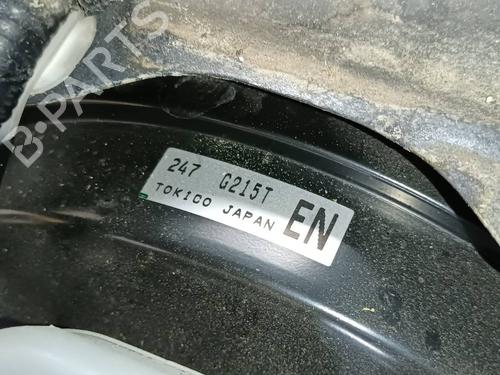 B-PARTS
247 G215T
TOKICO JAPAN
EN